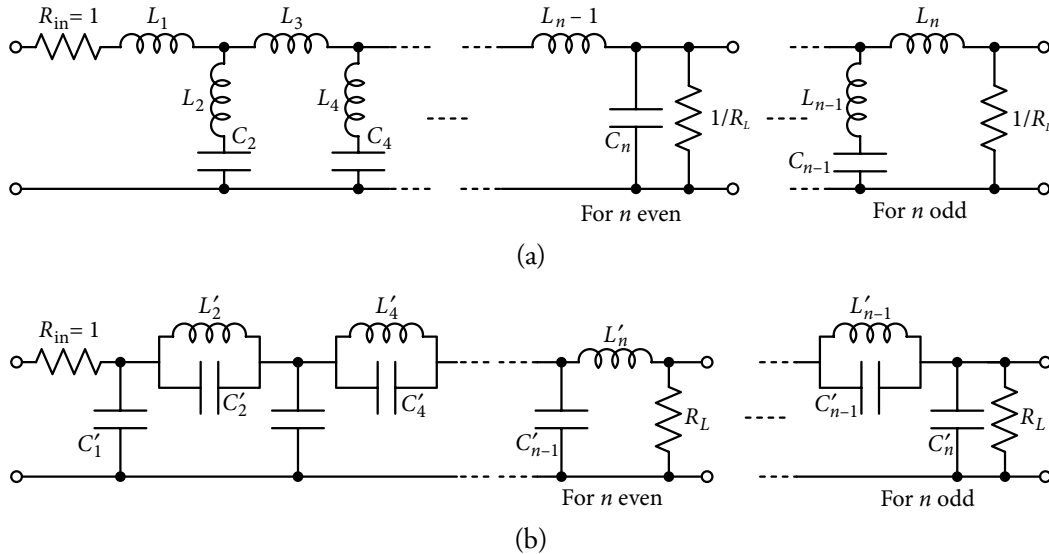 R_in = 1
L_1
L_3
L_n – 1
L_n
L_2
L_4
L_n–1
C_2
C_4
C_n
1/R_L
C_n–1
1/R_L
For n even
For n odd
(a)
R_in = 1
L′_2
L′_4
L′_n
L′_n–1
C′_2
C′_4
C′_n–1
C′_1
C′_n–1
R_L
C′_n
R_L
For n even
For n odd
(b)